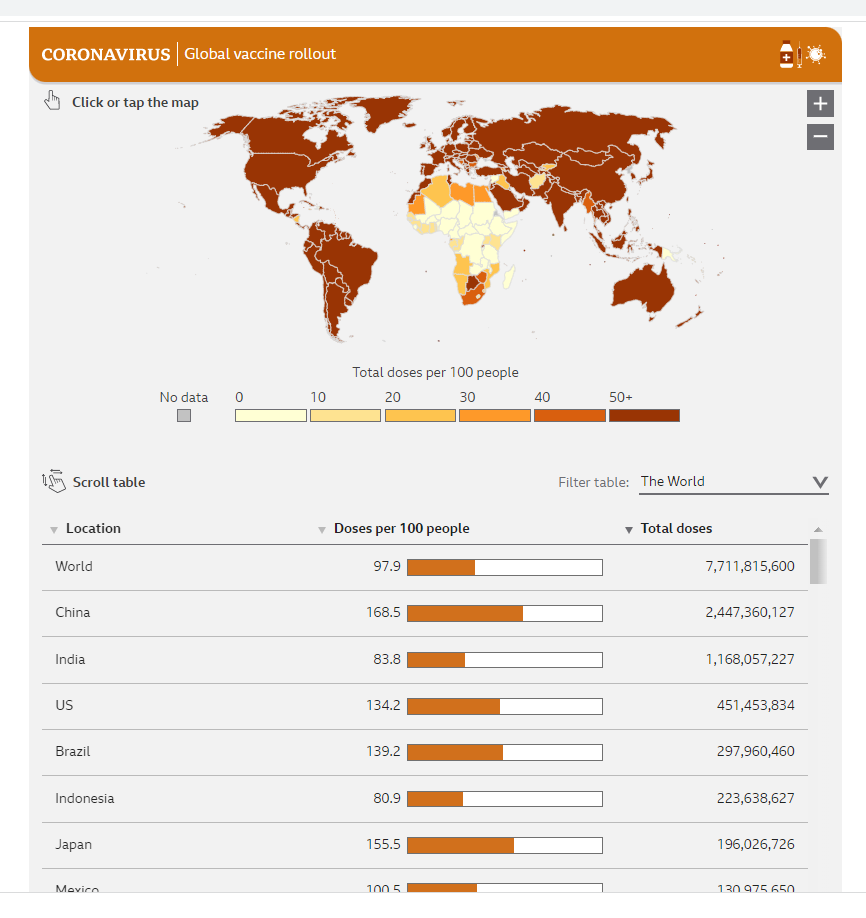 CORONAVIRUS Global vaccine rollout
Click or tap the map
+
−
Total doses per 100 people
No data 0 10 20 30 40 50+
Scroll table Filter table: The World
Location Doses per 100 people Total doses
World 97.9 7,711,815,600
China 168.5 2,447,360,127
India 83.8 1,168,057,227
US 134.2 451,453,834
Brazil 139.2 297,960,460
Indonesia 80.9 223,638,627
Japan 155.5 196,026,726
Mexico 100.5 130,975,650